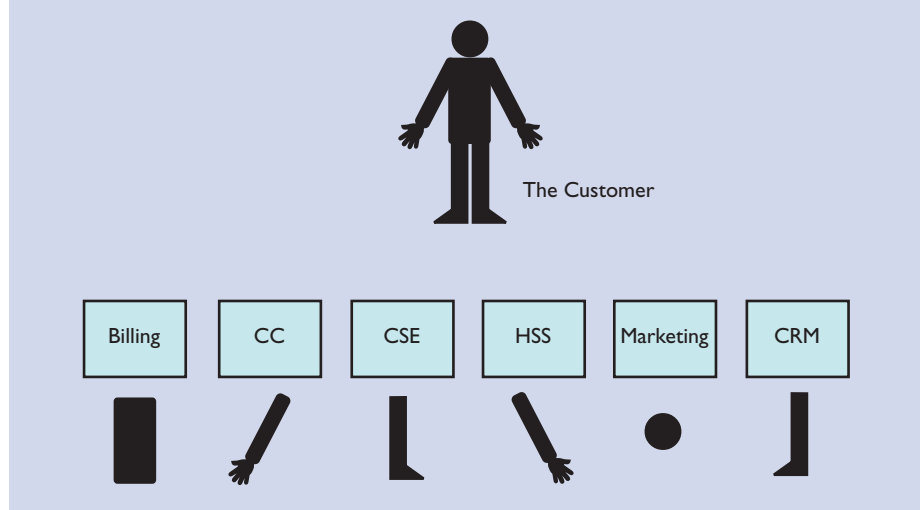 The Customer
Billing
CC
CSE
HSS
Marketing
CRM